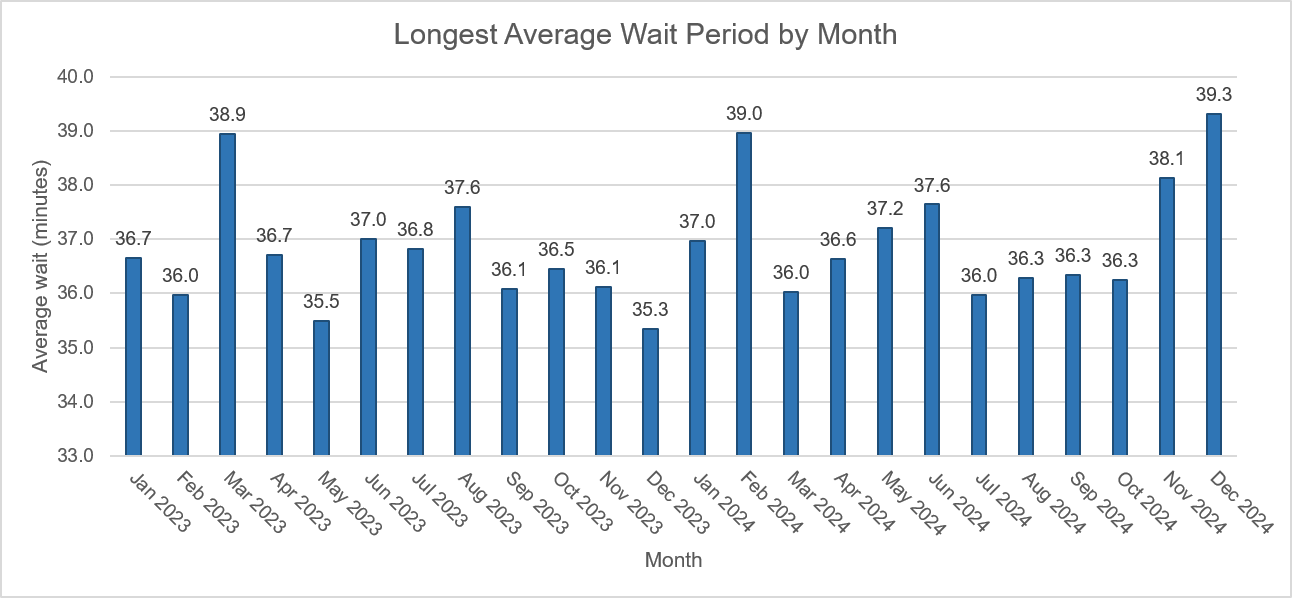 Longest Average Wait Period by Month
Average wait (minutes)
40.0
39.0
38.0
37.0
36.0
35.0
34.0
33.0
36.7
36.0
38.9
36.7
35.5
37.0
36.8
37.6
36.1
36.5
36.1
35.3
37.0
39.0
36.0
36.6
37.2
37.6
36.0
36.3
36.3
36.3
38.1
39.3
Jan 2023
Feb 2023
Mar 2023
Apr 2023
May 2023
Jun 2023
Jul 2023
Aug 2023
Sep 2023
Oct 2023
Nov 2023
Dec 2023
Jan 2024
Feb 2024
Mar 2024
Apr 2024
May 2024
Jun 2024
Jul 2024
Aug 2024
Sep 2024
Oct 2024
Nov 2024
Dec 2024
Month